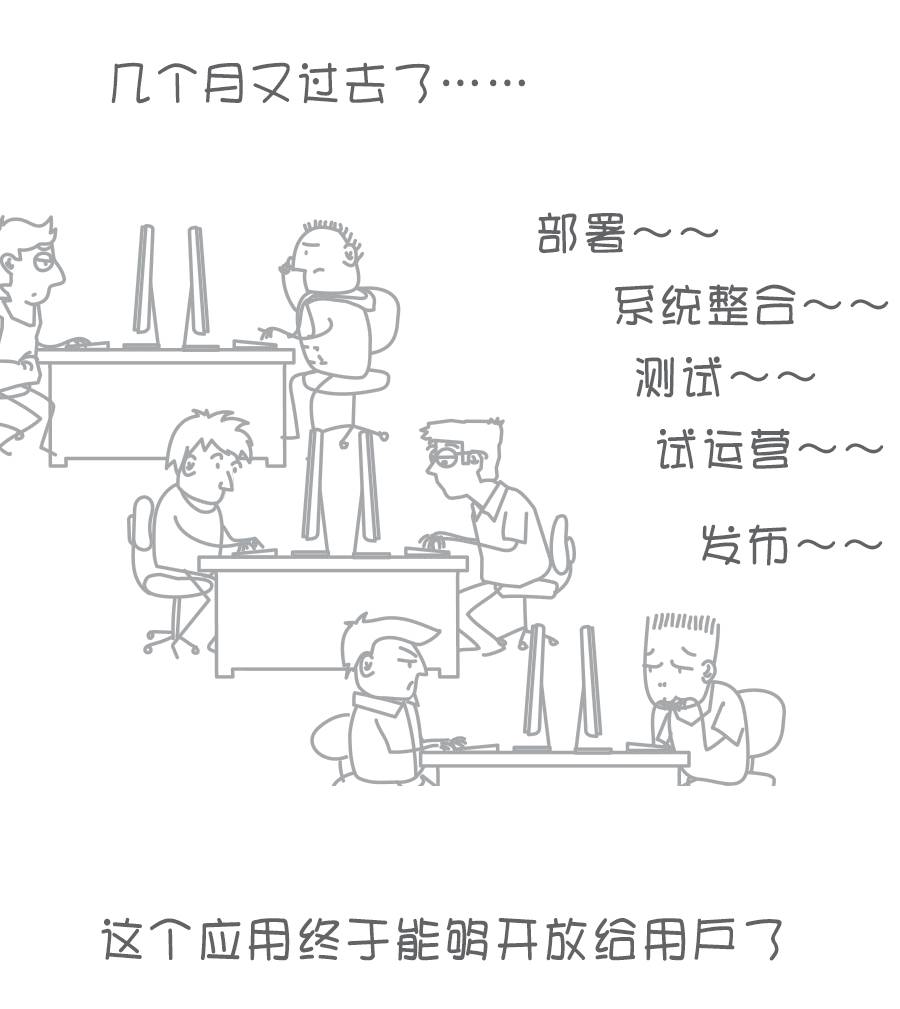 几个月又过去了……
部署～～
系统整合～～
测试～～
试运营～～
发布～～
这个应用终于能够开放给用户了